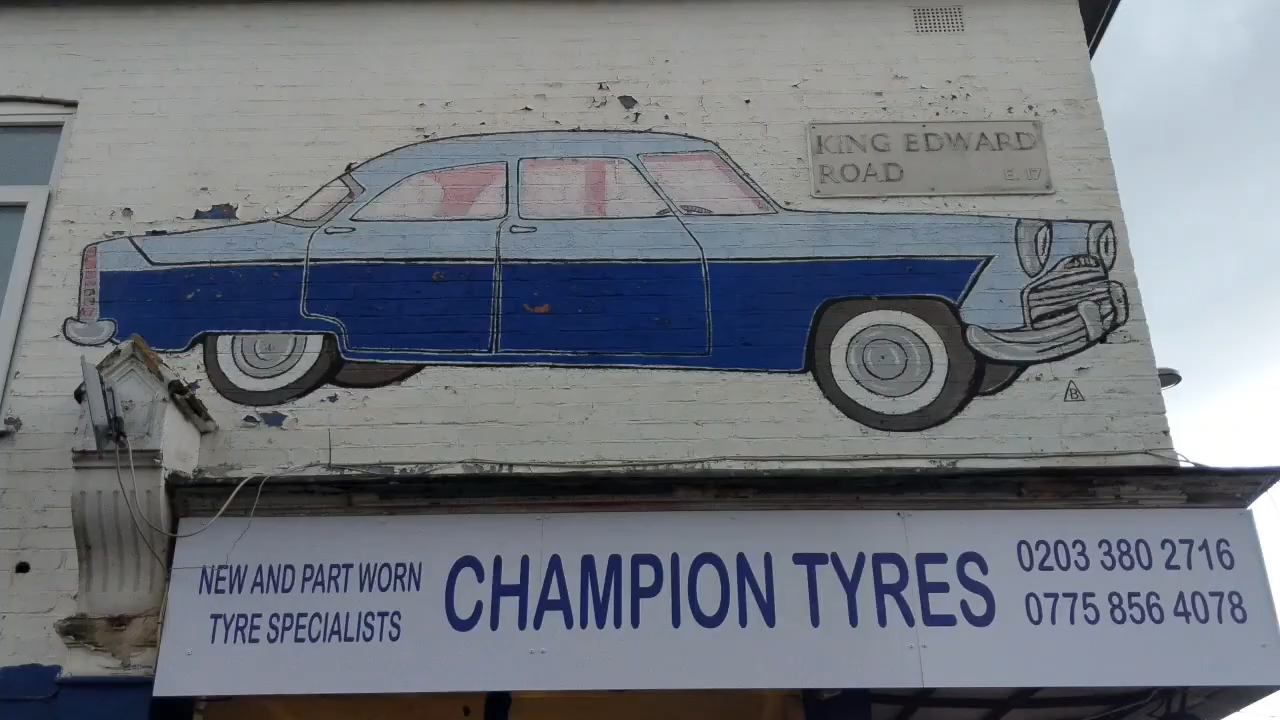 KING EDWARD
ROAD E. 17
B
NEW AND PART WORN
TYRE SPECIALISTS
CHAMPION TYRES
0203 380 2716
0775 856 4078